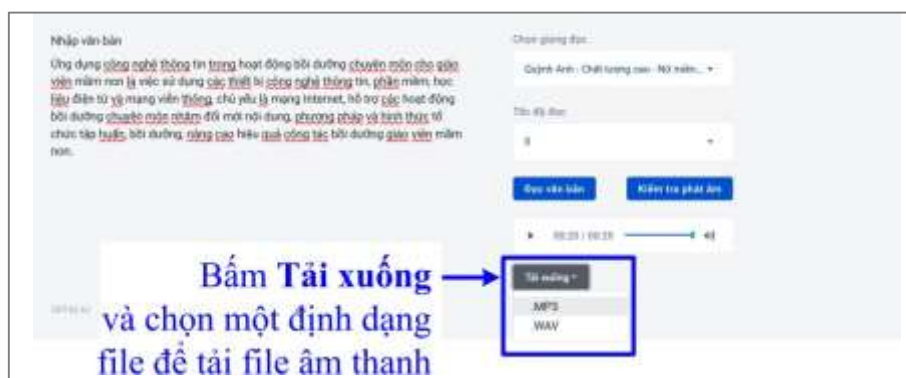 Nhập văn bản
Ứng dụng công nghệ thông tin trong hoạt động bồi dưỡng chuyên môn cho giáo
viên mầm non là việc sử dụng các thiết bị công nghệ thông tin, phần mềm, học
liệu điện tử và mạng viễn thông, chủ yếu là mạng Internet, hỗ trợ các hoạt động
bồi dưỡng chuyên môn nhằm đổi mới nội dung, phương pháp và hình thức tổ
chức tập huấn, bồi dưỡng, nâng cao hiệu quả công tác bồi dưỡng giáo viên mầm
non.
Chọn giọng đọc
Quỳnh Anh - Chất lượng cao - Nữ miền...
Tốc độ đọc
0
Đọc văn bản
Kiểm tra phát âm
00:20 / 00:20
Tải xuống
.MP3
.WAV
Bấm Tải xuống
và chọn một định dạng
file để tải file âm thanh